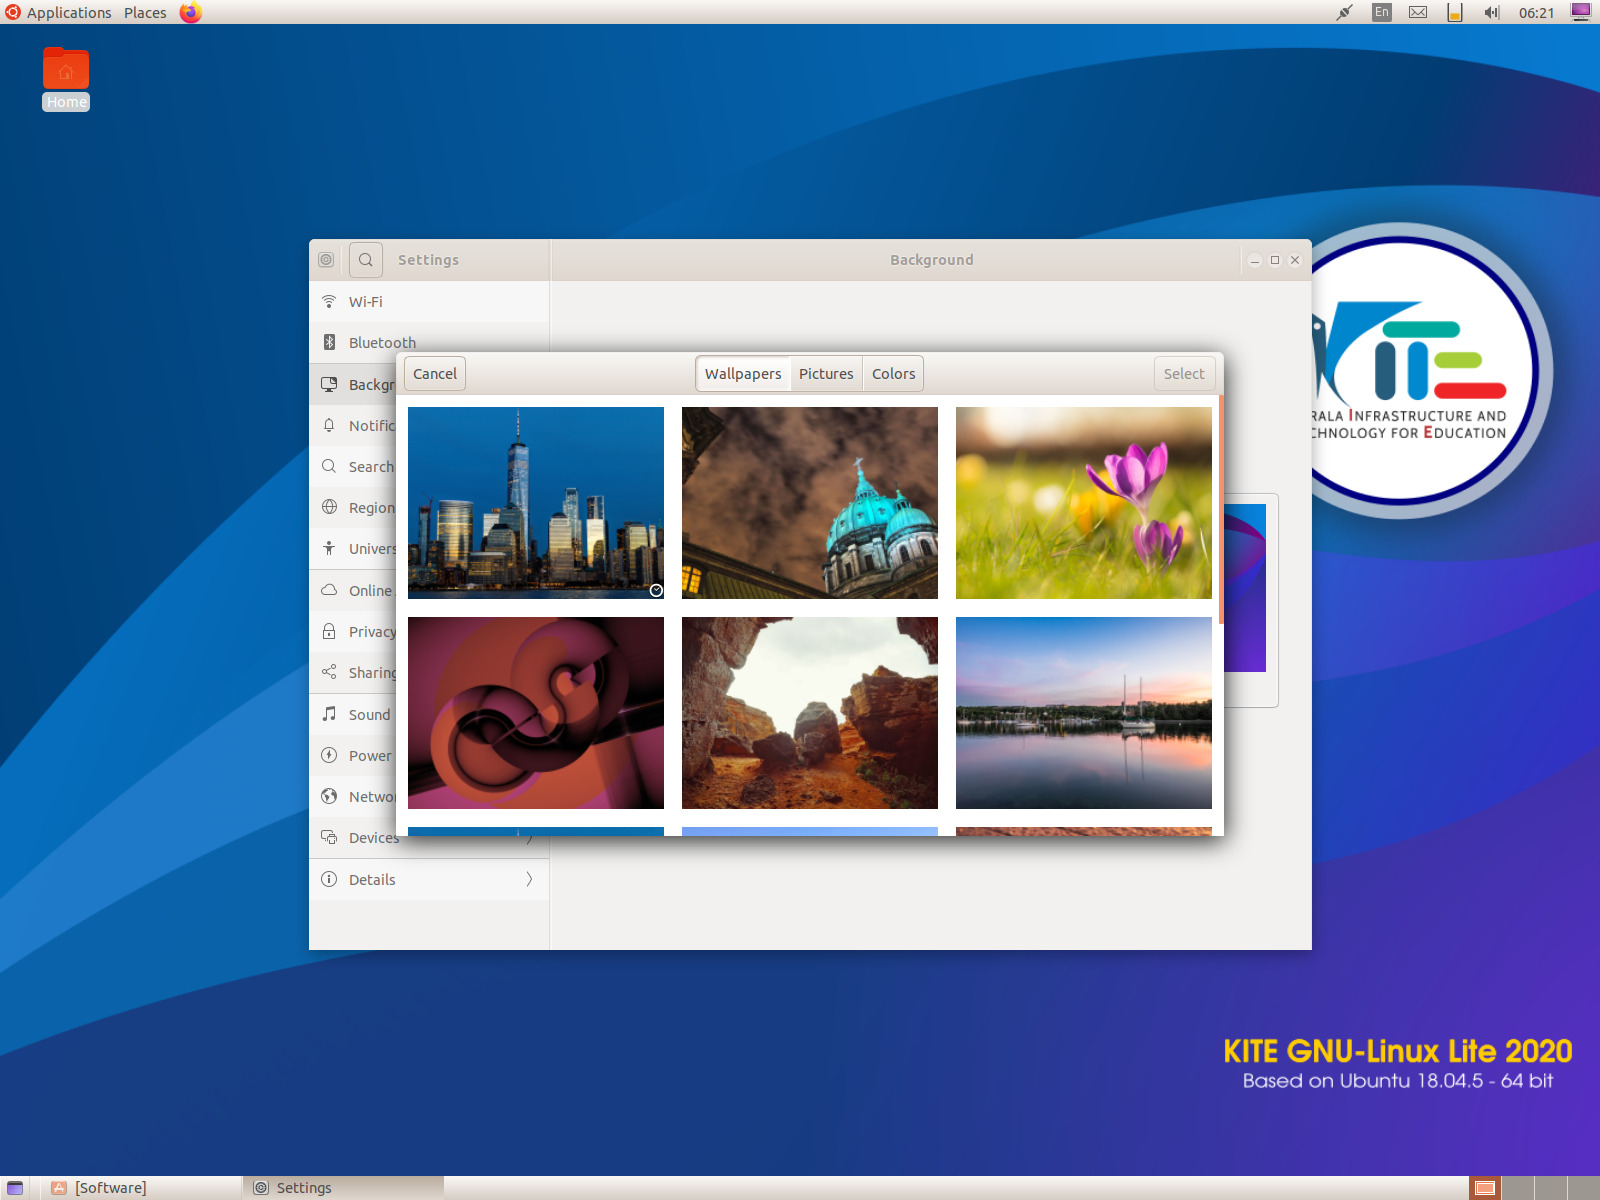 Applications Places
En
06:21
Home
Settings
Background
Wi-Fi
Bluetooth
Backgr
Notific
Search
Region
Univers
Online
Privacy
Sharing
Sound
Power
Networ
Devices
Details
Cancel
Wallpapers
Pictures
Colors
Select
RALA INFRASTRUCTURE AND
CHNOLOGY FOR EDUCATION
KITE GNU-Linux Lite 2020
Based on Ubuntu 18.04.5 - 64 bit
[Software]
Settings